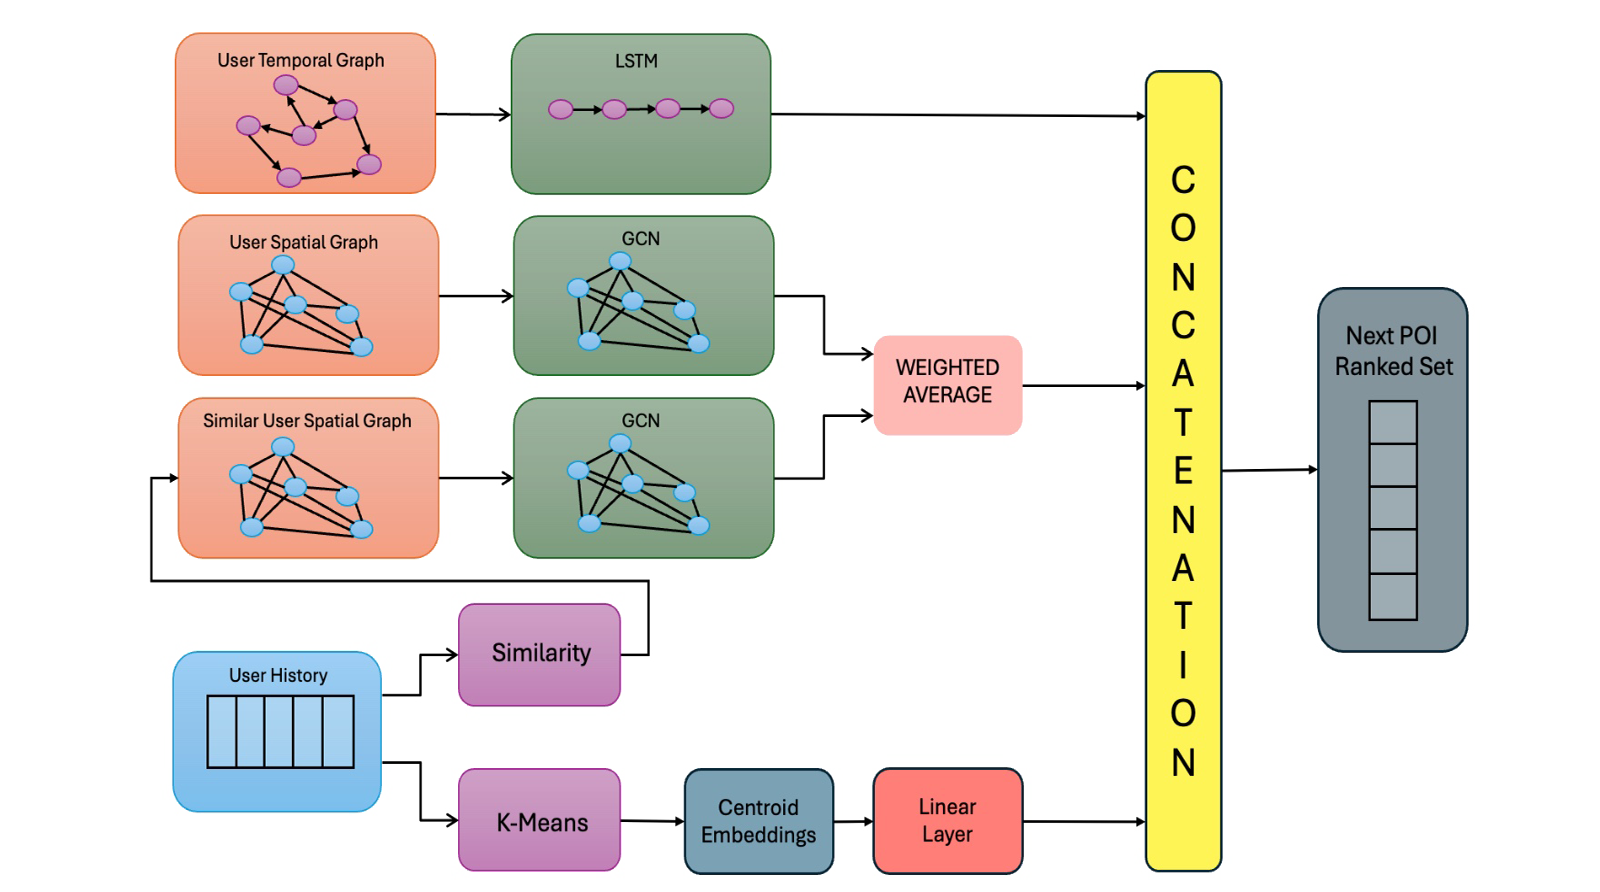 User Temporal Graph
LSTM
User Spatial Graph
GCN
Similar User Spatial Graph
GCN
WEIGHTED
AVERAGE
User History
Similarity
K-Means
Centroid
Embeddings
Linear
Layer
C
O
N
C
A
T
E
N
A
T
I
O
N
Next POI
Ranked Set